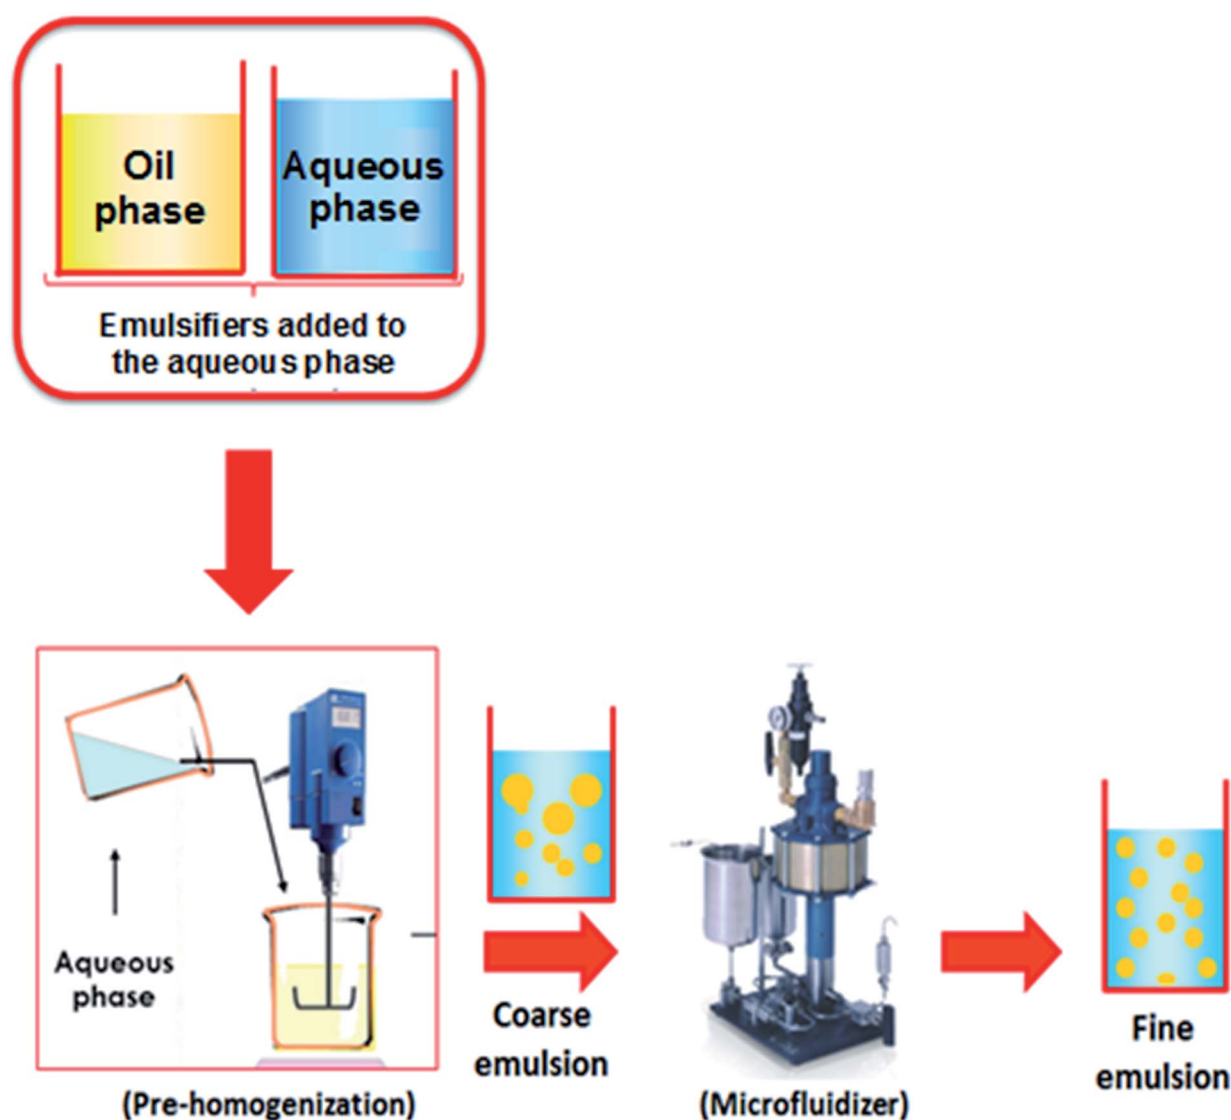 Oil
phase
Aqueous
phase
Emulsifiers added to
the aqueous phase
Aqueous
phase
(Pre-homogenization)
Coarse
emulsion
(Microfluidizer)
Fine
emulsion